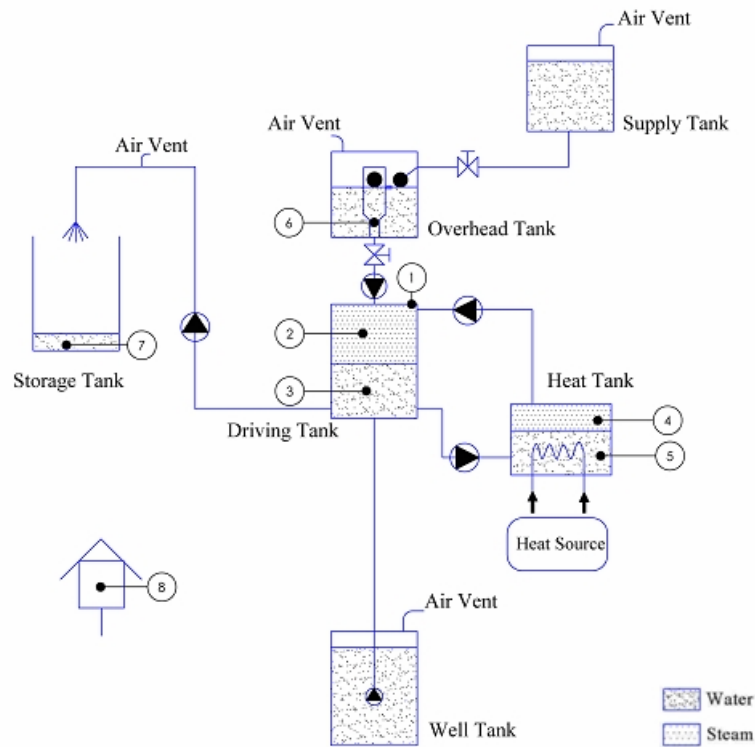 Air Vent
Supply Tank
Air Vent
Air Vent
6
Overhead Tank
1
2
7
3
Storage Tank
Heat Tank
Driving Tank
4
5
Heat Source
8
Air Vent
Water
Well Tank
Steam